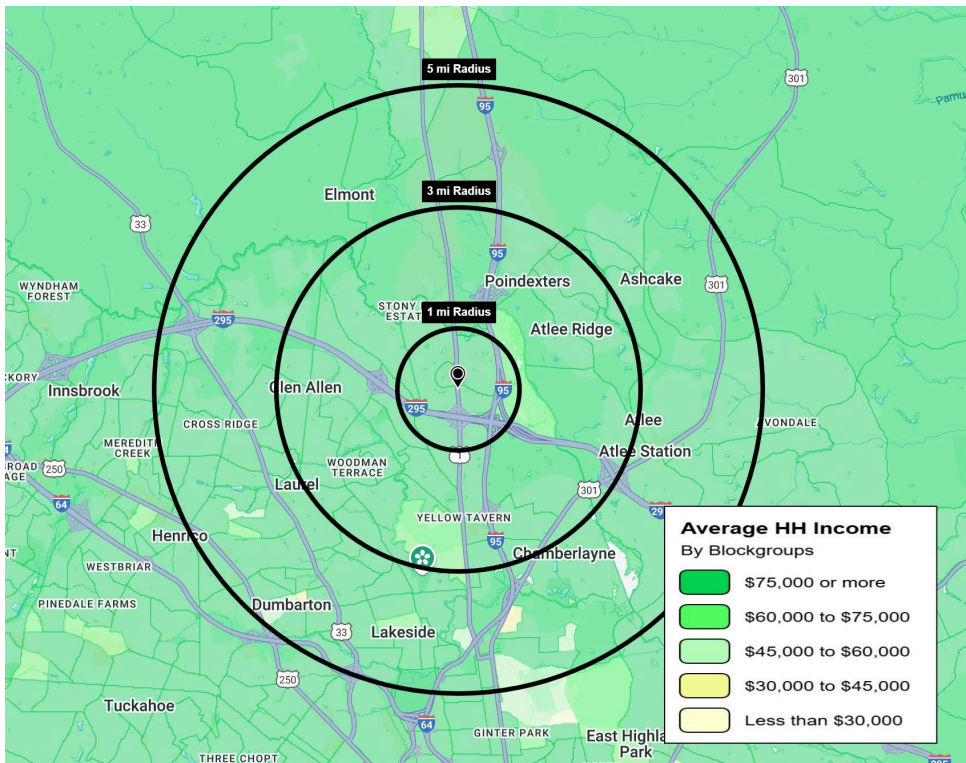 5 mi Radius
301
95
Pamu
3 mi Radius
Elmont
33
95
Poindexters
Ashcake
301
WYNDHAM
FOREST
STONY
ESTAT
1 mi Radius
295
Atlee Ridge
CKORY
Innsbrook
Glen Allen
95
295
CROSS RIDGE
Atlee
AVONDALE
MEREDITH
CREEK
1
Atlee Station
BROAD
AGE
250
WOODMAN
TERRACE
Laurel
301
64
295
YELLOW TAVERN
Henrico
95
Chamberlayne
NT
WESTBRIAR
PINEDALE FARMS
Dumbarton
33
Lakeside
250
Tuckahoe
64
GINTER PARK
East Highla
Park
THREE CHOPT
295
Average HH Income
By Blockgroups
$75,000 or more
$60,000 to $75,000
$45,000 to $60,000
$30,000 to $45,000
Less than $30,000